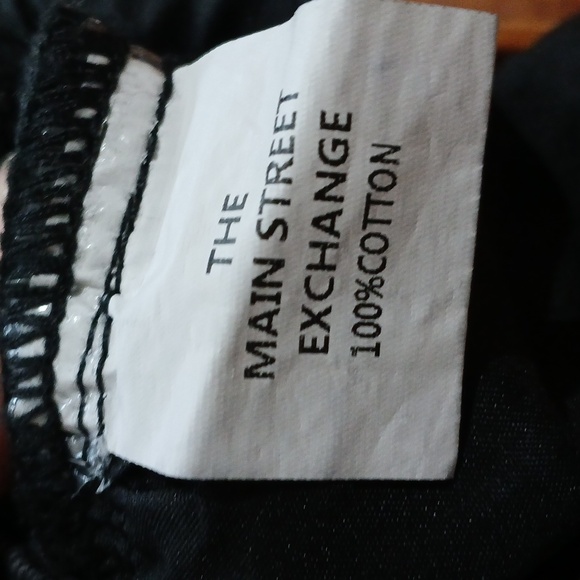 THE
MAIN STREET
EXCHANGE
100%COTTON